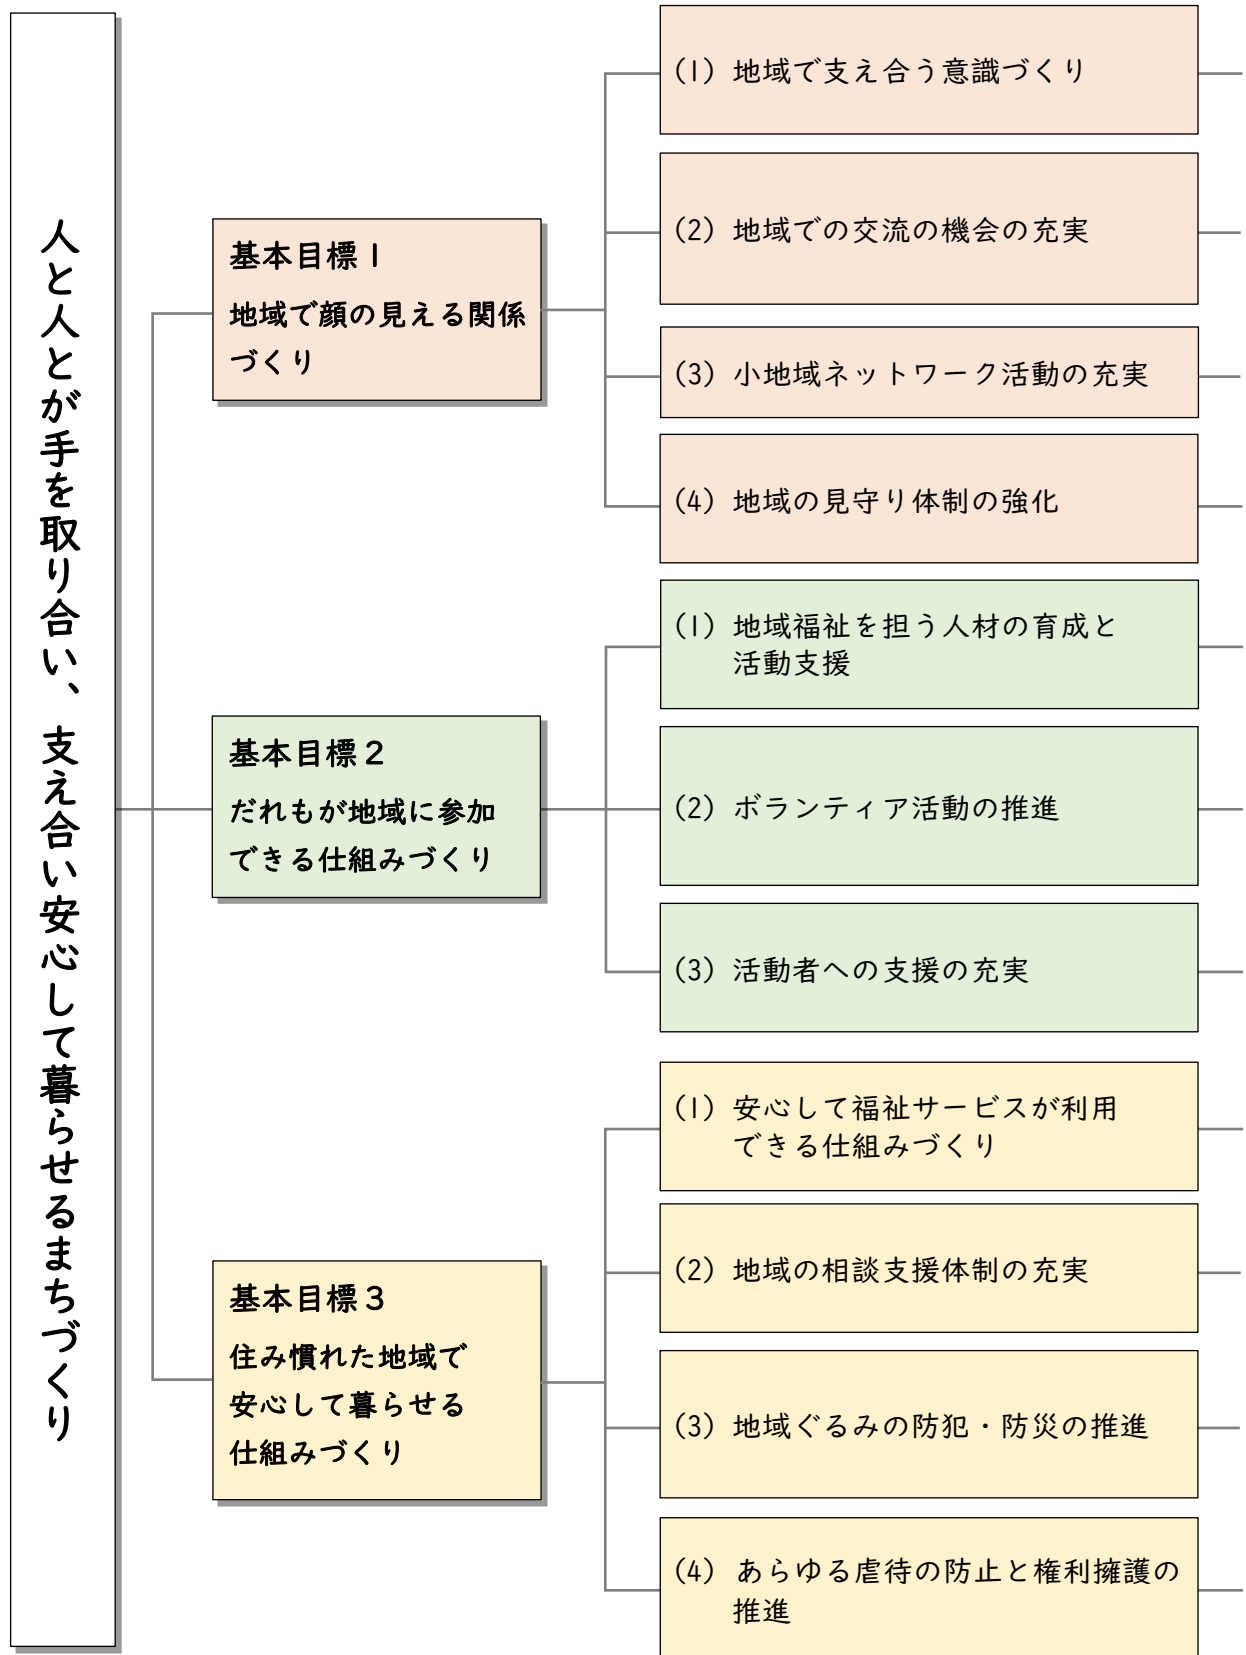 人と人とが手を取り合い、支え合い安心して暮らせるまちづくり
基本目標１
地域で顔の見える関係
づくり
(1) 地域で支え合う意識づくり
(2) 地域での交流の機会の充実
(3) 小地域ネットワーク活動の充実
(4) 地域の見守り体制の強化
基本目標２
だれもが地域に参加
できる仕組みづくり
(1) 地域福祉を担う人材の育成と
活動支援
(2) ボランティア活動の推進
(3) 活動者への支援の充実
基本目標３
住み慣れた地域で
安心して暮らせる
仕組みづくり
(1) 安心して福祉サービスが利用
できる仕組みづくり
(2) 地域の相談支援体制の充実
(3) 地域ぐるみの防犯・防災の推進
(4) あらゆる虐待の防止と権利擁護の
推進